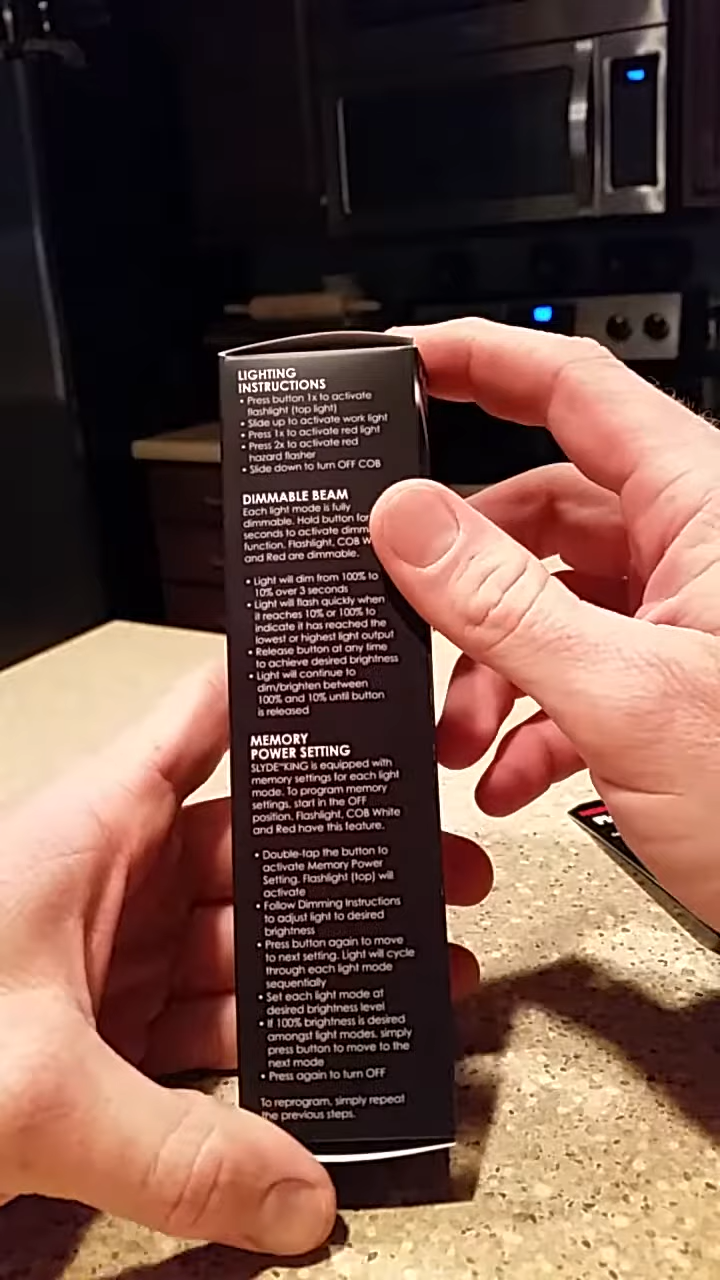 LIGHTING
INSTRUCTIONS
• Press button 1x to activate
flashlight (top light)
• Slide up to activate work light
• Press 1x to activate red light
• Press 2x to activate red
hazard flasher
• Slide down to turn OFF COB
DIMMABLE BEAM
Each light mode is fully
dimmable. Hold button for
seconds to activate dimm
function. Flashlight, COB W
and Red are dimmable.
• Light will dim from 100% to
10% over 3 seconds
• Light will flash quickly when
it reaches 10% or 100% to
indicate it has reached the
lowest or highest light output
• Release button at any time
to achieve desired brightness
• Light will continue to
dim/brighten between
100% and 10% until button
is released
MEMORY
POWER SETTING
SLYDE™KING is equipped with
memory settings for each light
mode. To program memory
settings, start in the OFF
position. Flashlight, COB White
and Red have this feature.
• Double-tap the button to
activate Memory Power
Setting. Flashlight (top) will
activate
• Follow Dimming Instructions
to adjust light to desired
brightness
• Press button again to move
to next setting. Light will cycle
through each light mode
sequentially
• Set each light mode at
desired brightness level
• If 100% brightness is desired
amongst light modes, simply
press button to move to the
next mode
• Press again to turn OFF
To reprogram, simply repeat
the previous steps.